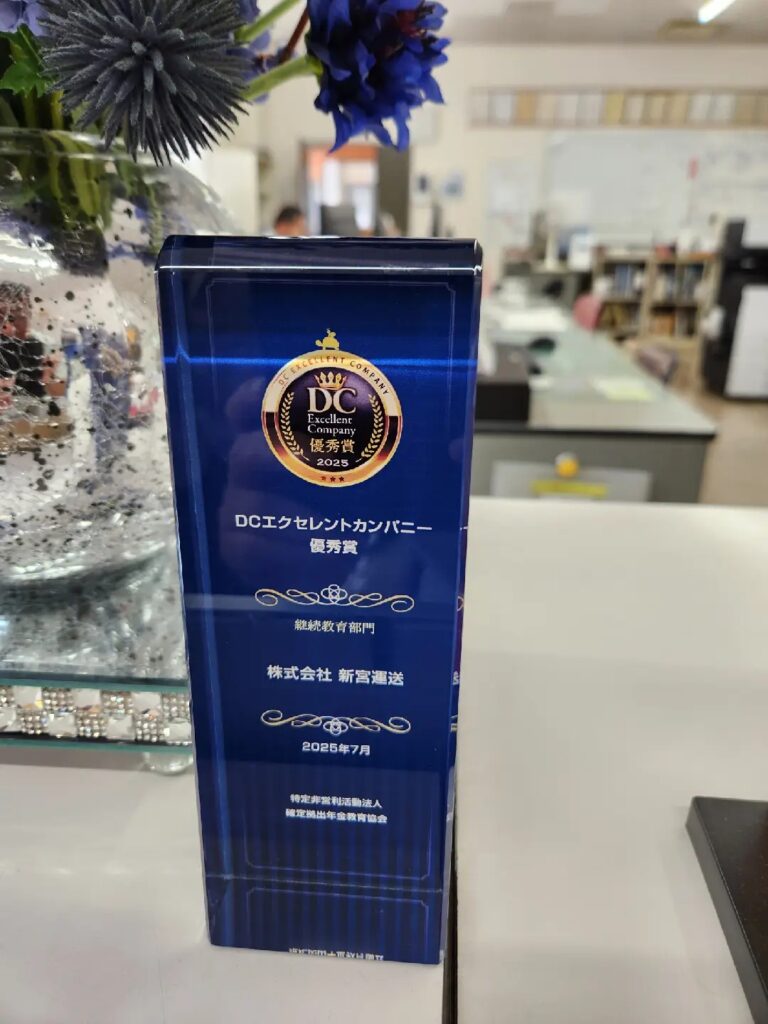 DC EXCELLENT COMPANY
DC
Excellent
Company
優秀賞
2025
DCエクセレントカンパニー
優秀賞
継続教育部門
株式会社 新宮運送
2025年7月
特定非営利活動法人
確定拠出年金教育協会